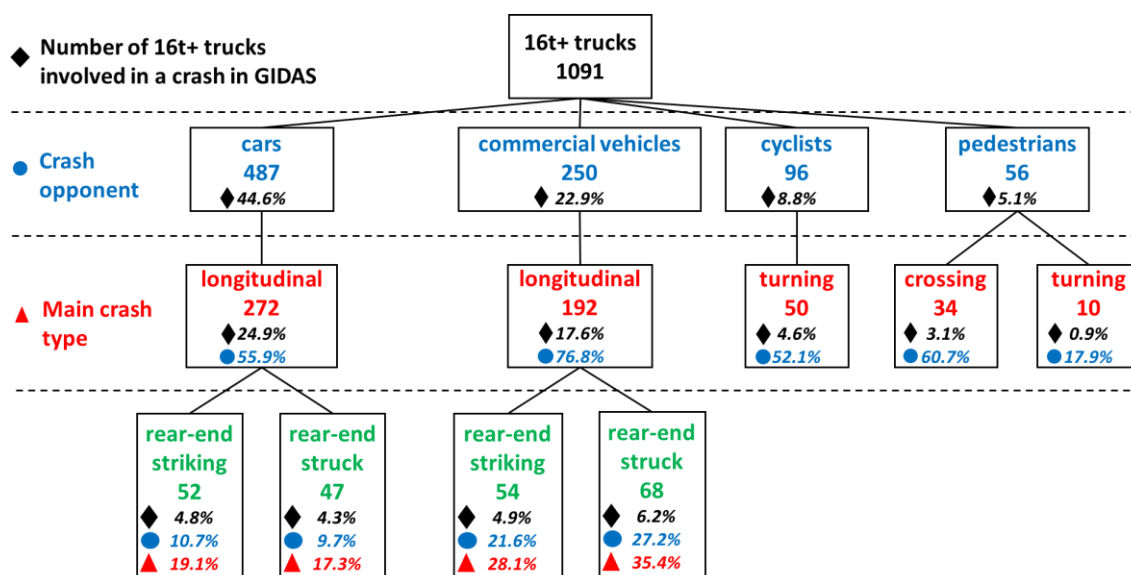 Number of 16t+ trucks
involved in a crash in GIDAS
16t+ trucks
1091
Crash
opponent
cars
487
44.6%
commercial vehicles
250
22.9%
cyclists
96
8.8%
pedestrians
56
5.1%
Main crash
type
longitudinal
272
24.9%
55.9%
longitudinal
192
17.6%
76.8%
turning
50
4.6%
52.1%
crossing
34
3.1%
60.7%
turning
10
0.9%
17.9%
rear-end
striking
52
4.8%
10.7%
19.1%
rear-end
struck
47
4.3%
9.7%
17.3%
rear-end
striking
54
4.9%
21.6%
28.1%
rear-end
struck
68
6.2%
27.2%
35.4%